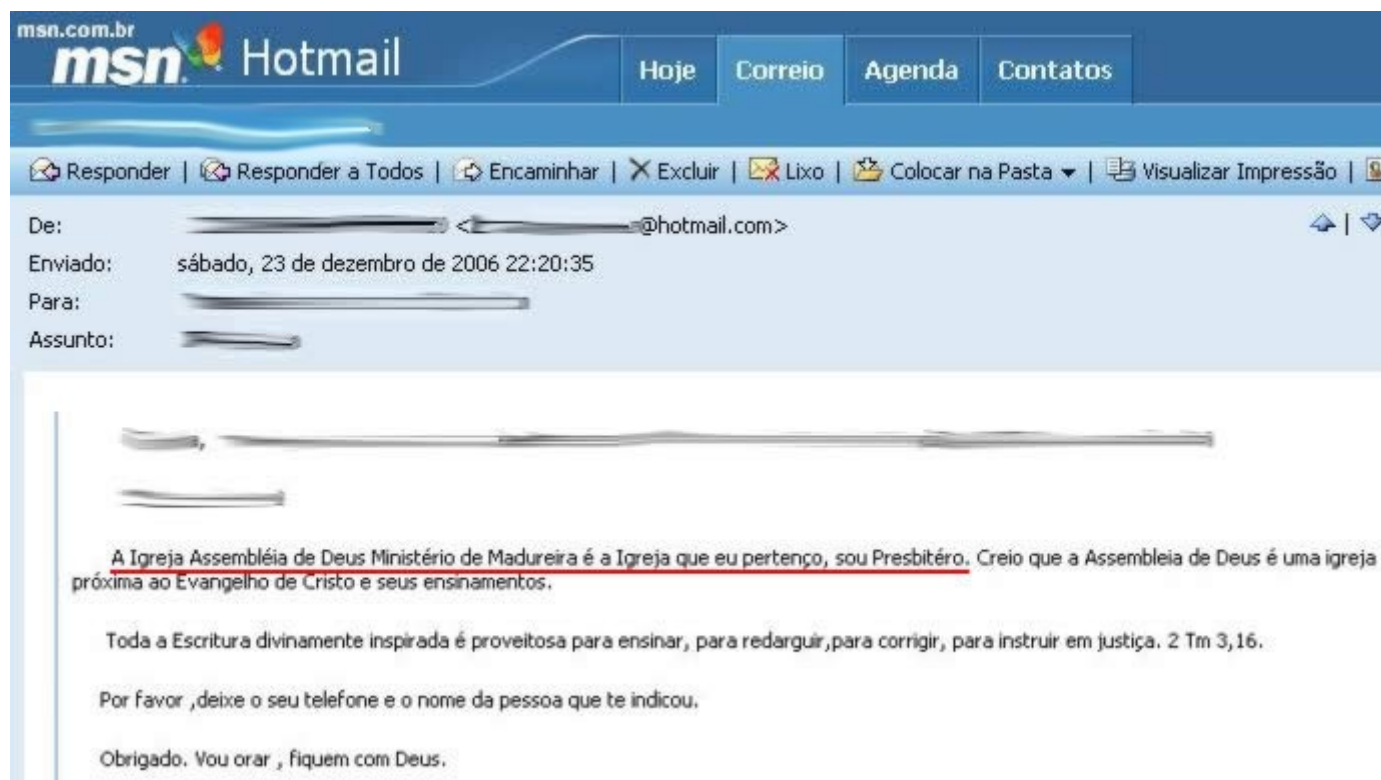 msn.com.br
msn Hotmail
Hoje Correio Agenda Contatos
Responder | Responder a Todos | Encaminhar | Excluir | Lixo | Colocar na Pasta | Visualizar Impressão |
De: < @hotmail.com>
Enviado: sábado, 23 de dezembro de 2006 22:20:35
Para:
Assunto:
A Igreja Assembléia de Deus Ministério de Madureira é a Igreja que eu pertenço, sou Presbitéro. Creio que a Assembleia de Deus é uma igreja
próxima ao Evangelho de Cristo e seus ensinamentos.
Toda a Escritura divinamente inspirada é proveitosa para ensinar, para redarguir,para corrigir, para instruir em justiça. 2 Tm 3,16.
Por favor ,deixe o seu telefone e o nome da pessoa que te indicou.
Obrigado. Vou orar , fiquem com Deus.